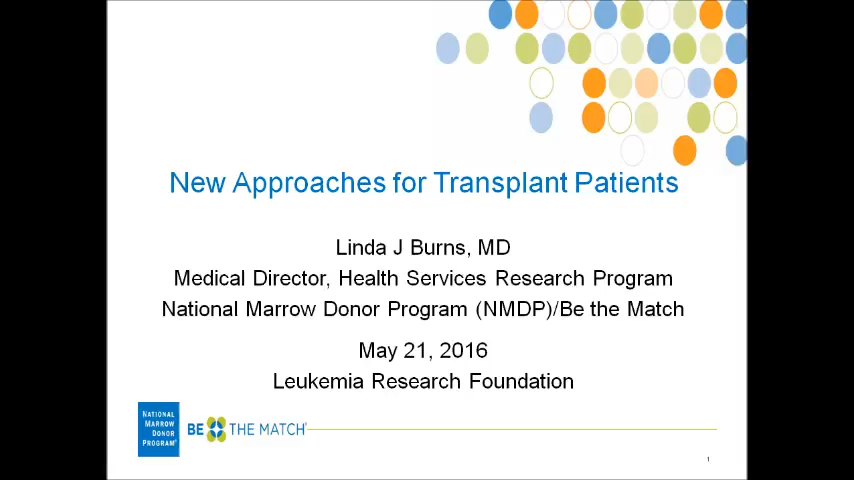 New Approaches for Transplant Patients
Linda J Burns, MD
Medical Director, Health Services Research Program
National Marrow Donor Program (NMDP)/Be the Match
May 21, 2016
Leukemia Research Foundation
NATIONAL
MARROW
DONOR
PROGRAM®
BE THE MATCH®
1